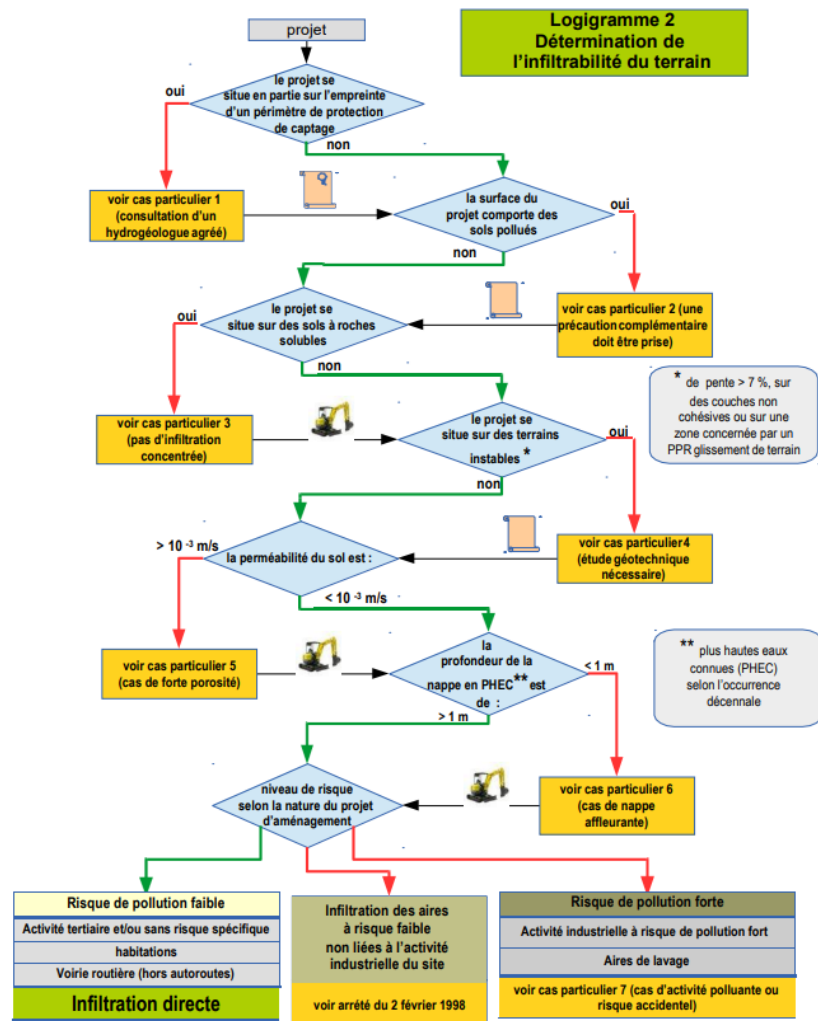 projet
Logigramme 2
Détermination de
l'infiltrabilité du terrain
le projet se
situe en partie sur l'empreinte
d'un périmètre de protection
de captage
oui
non
voir cas particulier 1
(consultation d'un
hydrogéologue agréé)
la surface du
projet comporte des
sols pollués
oui
non
le projet se
situe sur des sols à roches
solubles
voir cas particulier 2 (une
précaution complémentaire
doit être prise)
oui
non
voir cas particulier 3
(pas d'infiltration
concentrée)
le projet se
situe sur des terrains
instables *
oui
non
* de pente > 7 %, sur
des couches non
cohésives ou sur une
zone concernée par un
PPR glissement de terrain
> 10 -3 m/s
la perméabilité du sol est :
voir cas particulier4
(étude géotechnique
nécessaire)
< 10 -3 m/s
voir cas particulier 5
(cas de forte porosité)
la
profondeur de la
nappe en PHEC** est
de :
< 1 m
> 1 m
** plus hautes eaux
connues (PHEC)
selon l'occurrence
décennale
niveau de risque
selon la nature du projet
d'aménagement
voir cas particulier 6
(cas de nappe
affleurante)
Risque de pollution faible
Activité tertiaire et/ou sans risque spécifique
habitations
Voirie routière (hors autoroutes)
Infiltration directe
Infiltration des aires
à risque faible
non liées à l'activité
industrielle du site
voir arrété du 2 février 1998
Risque de pollution forte
Activité industrielle à risque de pollution fort
Aires de lavage
voir cas particulier 7 (cas d'activité polluante ou
risque accidentel)